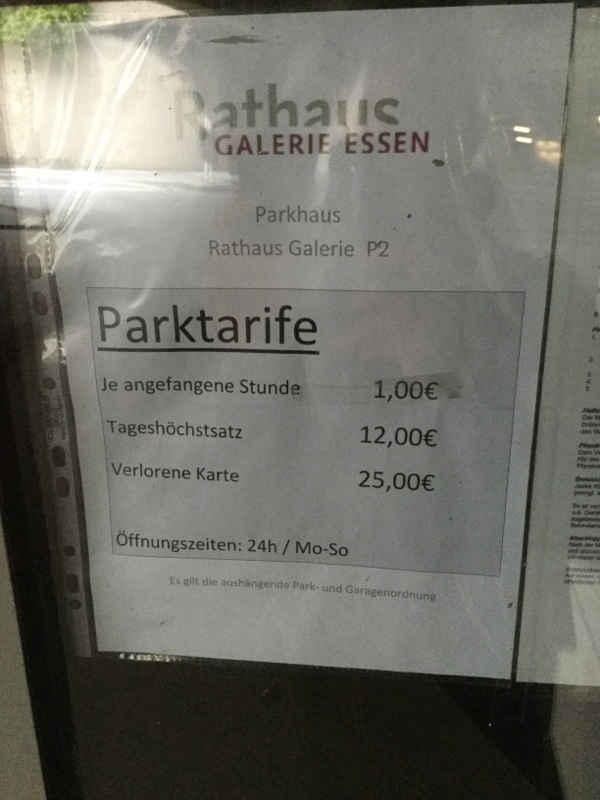 Rathaus
GALERIE ESSEN
Parkhaus
Rathaus Galerie P2
Parktarife
Je angefangene Stunde 1,00€
Tageshöchstsatz 12,00€
Verlorene Karte 25,00€
Öffnungszeiten: 24h / Mo-So
Es gilt die aushängende Park- und Garagenordnung